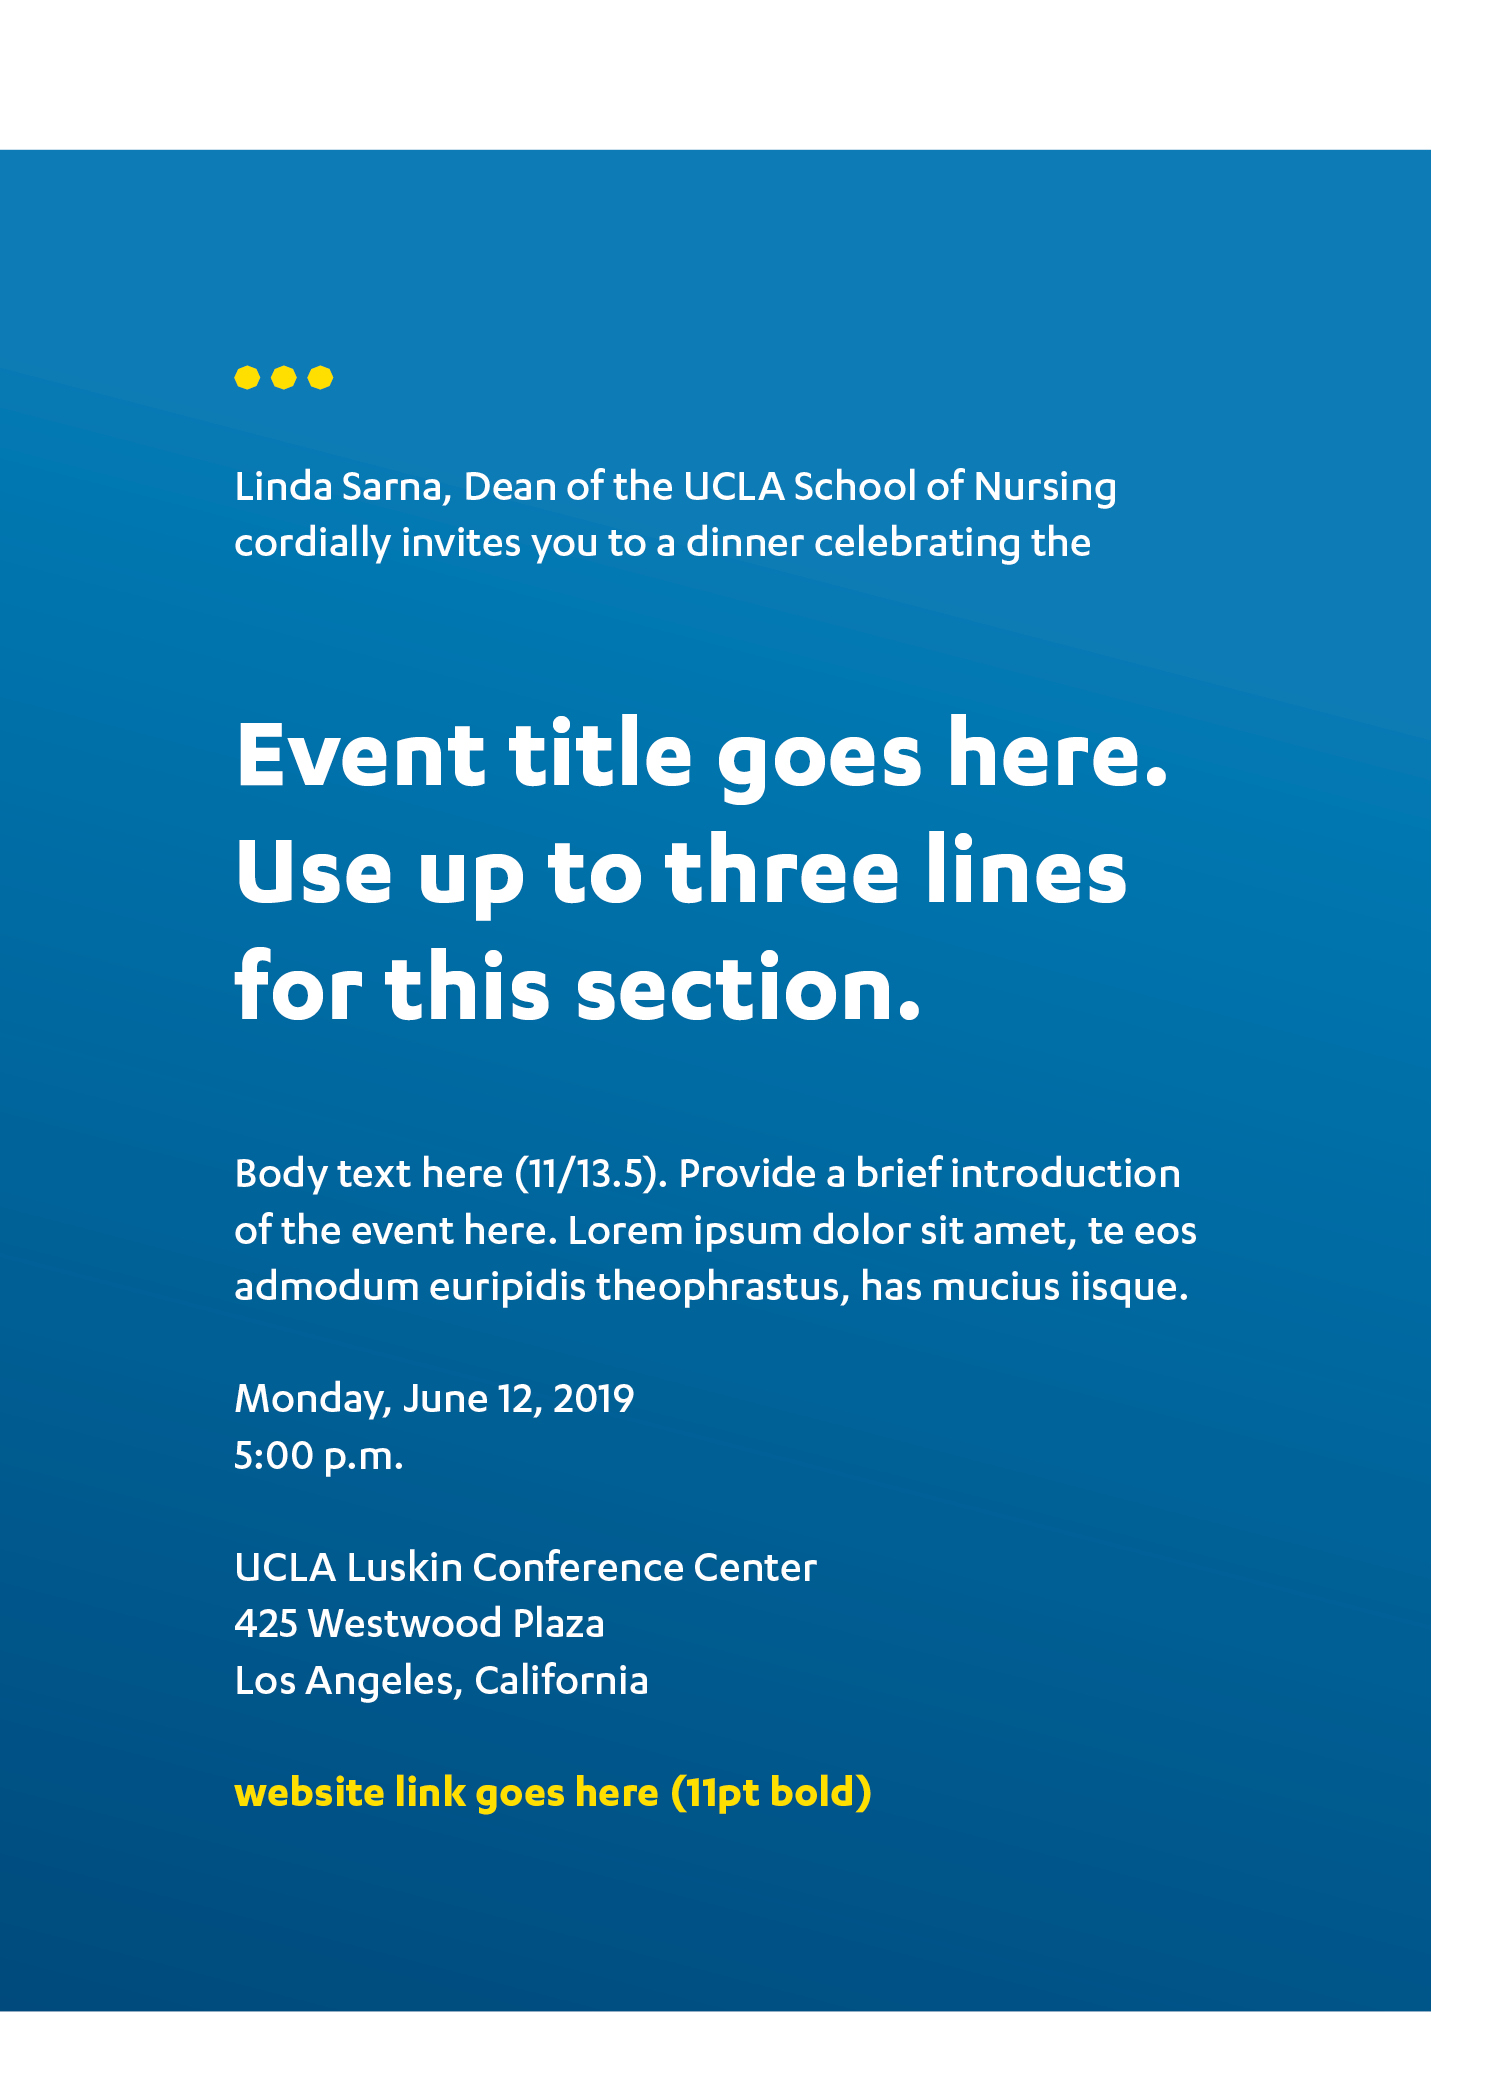 Linda Sarna, Dean of the UCLA School of Nursing
cordially invites you to a dinner celebrating the
Event title goes here.
Use up to three lines
for this section.
Body text here (11/13.5). Provide a brief introduction
of the event here. Lorem ipsum dolor sit amet, te eos
admodum euripidis theophrastus, has mucius iisque.
Monday, June 12, 2019
5:00 p.m.
UCLA Luskin Conference Center
425 Westwood Plaza
Los Angeles, California
website link goes here (11pt bold)